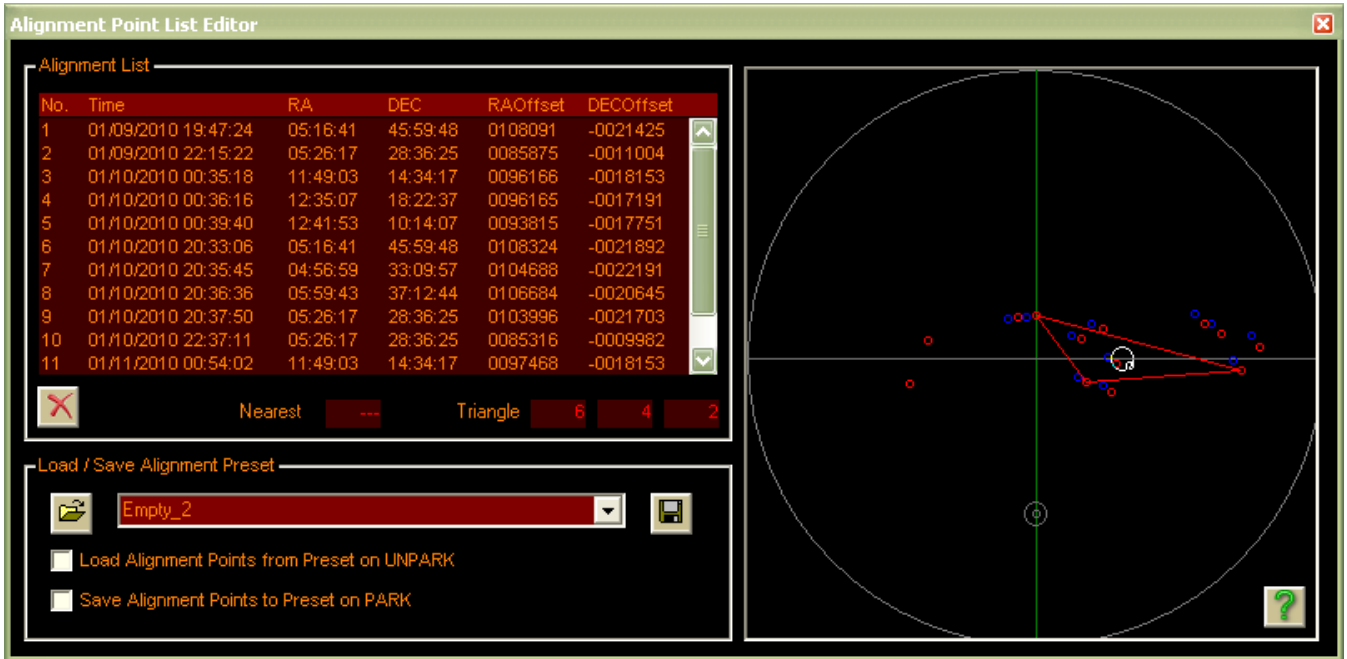 Alignment Point List Editor
Alignment List
No. Time RA DEC RAOffset DECOffset
1 01/09/2010 19:47:24 05:16:41 45:59:48 0108091 -0021425
2 01/09/2010 22:15:22 05:26:17 28:36:25 0085875 -0011004
3 01/10/2010 00:35:18 11:49:03 14:34:17 0096166 -0018153
4 01/10/2010 00:36:16 12:35:07 18:22:37 0096165 -0017191
5 01/10/2010 00:39:40 12:41:53 10:14:07 0093815 -0017751
6 01/10/2010 20:33:06 05:16:41 45:59:48 0108324 -0021892
7 01/10/2010 20:35:45 04:56:59 33:09:57 0104688 -0022191
8 01/10/2010 20:36:36 05:59:43 37:12:44 0106684 -0020645
9 01/10/2010 20:37:50 05:26:17 28:36:25 0103996 -0021703
10 01/10/2010 22:37:11 05:26:17 28:36:25 0085316 -0009982
11 01/11/2010 00:54:02 11:49:03 14:34:17 0097468 -0018153
Nearest --- Triangle 6 4 2
Load / Save Alignment Preset
Empty_2
Load Alignment Points from Preset on UNPARK
Save Alignment Points to Preset on PARK
?